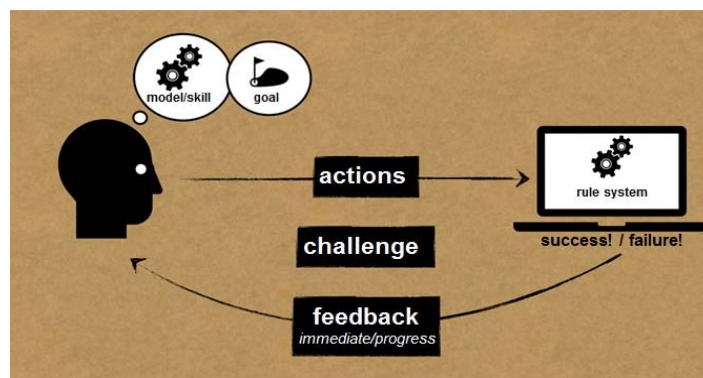 model/skill
goal
actions
rule system
challenge
success! / failure!
feedback
immediate/progress